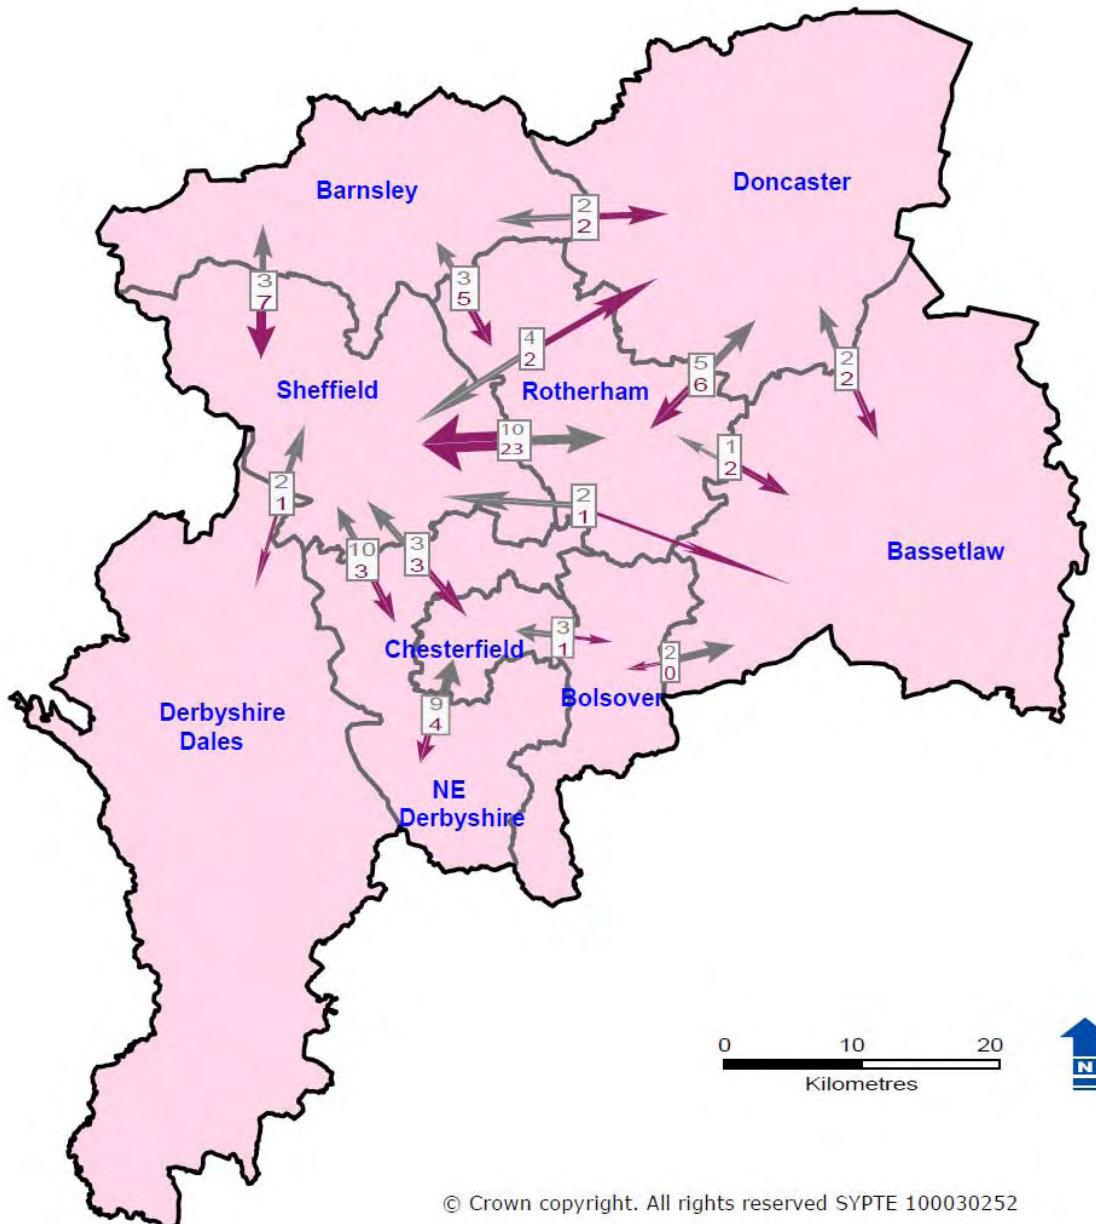 Doncaster
Barnsley
2
2
3
7
3
5
4
2
5
6
2
2
Sheffield
Rotherham
10
23
1
2
2
1
2
1
10
3
3
3
Bassetlaw
3
1
Chesterfield
2
0
Bolsover
9
4
Derbyshire
Dales
NE
Derbyshire
0 10 20
Kilometres
N
© Crown copyright. All rights reserved SYPTE 100030252